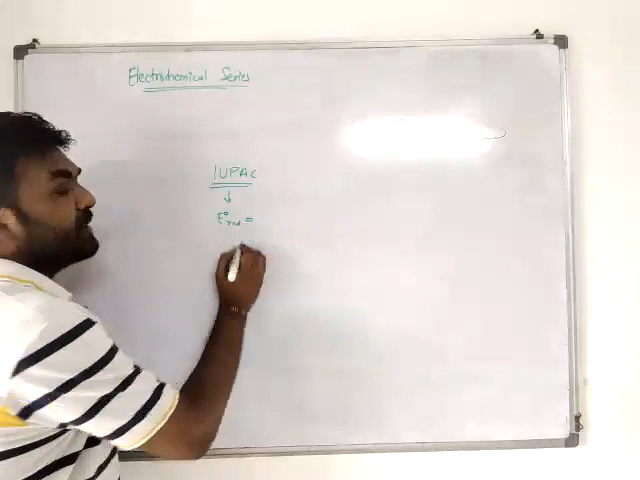 Electrochemical Series
IUPAC
↓
E°red =